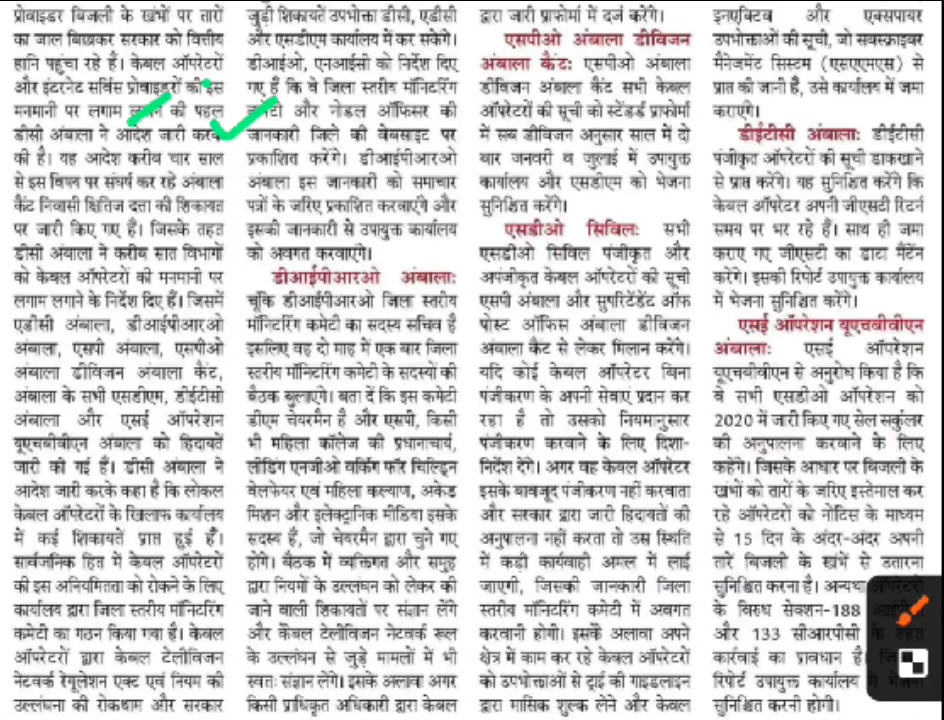 प्रोवाइडर बिजली के खंभों पर तारों
का जाल बिछाकर सरकार को वित्तीय
हानि पहुंचा रहे हैं। केबल ऑपरेटरों
और इंटरनेट सर्विस प्रोवाइडरों की इस
मनमानी पर लगाम की पहल
डीसी अंबाला ने आदेश जारी करके
की है। यह आदेश करीब चार साल
से इस विषय पर संघर्ष कर रहे अंबाला
कैंट निवासी क्षितिज दत्ता की शिकायत
पर जारी किए गए हैं। जिसके तहत
डीसी अंबाला ने करीब सात विभागों
को केबल ऑपरेटरों की मनमानी पर
लगाम लगाने के निर्देश दिए हैं। जिसमें
एडीसी अंबाला, डीआईपीआरओ
अंबाला, एसपी अंबाला, एसपीओ
अंबाला डीविजन अंबाला कैंट,
अंबाला के सभी एसडीएम, डीईटीसी
अंबाला और एसई ऑपरेशन
यूएचबीवीएन अंबाला को हिदायतें
जारी की गई हैं। डीसी अंबाला ने
आदेश जारी करके कहा है कि लोकल
केबल ऑपरेटरों के खिलाफ कार्यालय
में कई शिकायतें प्राप्त हुई हैं।
सार्वजनिक हित में केबल ऑपरेटरों
की इस अनियमितता को रोकने के लिए
कार्यालय द्वारा जिला स्तरीय मॉनिटरिंग
कमेटी का गठन किया गया है। केबल
ऑपरेटरों द्वारा केबल टेलीविजन
नेटवर्क रेगुलेशन एक्ट एवं नियम की
उल्लंघना की रोकथाम और सरकार
जुड़ी शिकायतें उपभोक्ता डीसी, एडीसी
और एसडीएम कार्यालय में कर सकेंगे।
डीआईओ, एनआईसी को निर्देश दिए
गए हैं कि वे जिला स्तरीय मॉनिटरिंग
कमेटी और नोडल ऑफिसर की
जानकारी जिले की वेबसाइट पर
प्रकाशित करेंगे। डीआईपीआरओ
अंबाला इस जानकारी को समाचार
पत्रों के जरिए प्रकाशित करवाएंगे और
इसकी जानकारी से उपायुक्त कार्यालय
को अवगत करवाएंगे।
डीआईपीआरओ अंबाला:
चूंकि डीआईपीआरओ जिला स्तरीय
मॉनिटरिंग कमेटी का सदस्य सचिव है
इसलिए वह दो माह में एक बार जिला
स्तरीय मॉनिटरिंग कमेटी के सदस्यों की
बैठक बुलाएंगे। बता दें कि इस कमेटी
डीएम चेयरमैन है और एसपी, किसी
भी महिला कॉलेज की प्रधानाचार्य,
लीडिंग एनजीओ वर्किंग फॉर चिल्ड्रिन
वेलफेयर एवं महिला कल्याण, अकेड
मिशन और इलेक्ट्रानिक मीडिया इसके
सदस्य हैं, जो चेयरमैन द्वारा चुने गए
होंगे। बैठक में व्यक्तिगत और समुह
द्वारा नियमों के उल्लंघन को लेकर की
जाने वाली शिकायतों पर संज्ञान लेंगे
और केबल टेलीविजन नेटवर्क रूल
के उल्लंघन से जुड़े मामलों में भी
स्वतः संज्ञान लेंगे। इसके अलावा अगर
किसी प्राधिकृत अधिकारी द्वारा केबल
द्वारा जारी प्राफोर्मा में दर्ज करेंगे।
एसपीओ अंबाला डीविजन
अंबाला कैंट: एसपीओ अंबाला
डीविजन अंबाला कैंट सभी केबल
ऑपरेटरों की सूची को स्टेंडर्ड प्राफोर्मा
में सब डीविजन अनुसार साल में दो
बार जनवरी व जुलाई में उपायुक्त
कार्यालय और एसडीएम को भेजना
सुनिश्चित करेंगे।
एसडीओ सिविल: सभी
एसडीओ सिविल पंजीकृत और
अपंजीकृत केबल ऑपरेटरों की सूची
एसपी अंबाला और सुपरिटेंडेंट ऑफ
पोस्ट ऑफिस अंबाला डीविजन
अंबाला कैंट से लेकर मिलान करेंगे।
यदि कोई केबल ऑपरेटर बिना
पंजीकरण के अपनी सेवाएं प्रदान कर
रहा है तो उसको नियमानुसार
पंजीकरण करवाने के लिए दिशा-
निर्देश देंगे। अगर वह केबल ऑपरेटर
इसके बावजूद पंजीकरण नहीं करवाता
और सरकार द्वारा जारी हिदायतों की
अनुपालना नहीं करता तो उस स्थिति
में कड़ी कार्यवाही अमल में लाई
जाएगी, जिसकी जानकारी जिला
स्तरीय मॉनिटरिंग कमेटी में अवगत
करवानी होगी। इसके अलावा अपने
क्षेत्र में काम कर रहे केबल ऑपरेटरों
को उपभोक्ताओं से ट्राई की गाइडलाइन
द्वारा मासिक शुल्क लेने और केबल
इनएक्टिव और एक्सपायर
उपभोक्ताओं की सूची, जो सबस्क्राइबर
मैनेजमेंट सिस्टम (एसएएमएस) से
प्राप्त की जानी है, उसे कार्यालय में जमा
कराएंगे।
डीईटीसी अंबाला: डीईटीसी
पंजीकृत ऑपरेटरों की सूची डाकखाने
से प्राप्त करेंगे। यह सुनिश्चित करेंगे कि
केबल ऑपरेटर अपनी जीएसटी रिटर्न
समय पर भर रहे हैं। साथ ही जमा
कराए गए जीएसटी का डाटा मैंटेन
करेंगे। इसकी रिपोर्ट उपायुक्त कार्यालय
में भेजना सुनिश्चित करेंगे।
एसई ऑपरेशन यूएचबीवीएन
अंबाला: एसई ऑपरेशन
यूएचबीवीएन से अनुरोध किया है कि
वे सभी एसडीओ ऑपरेशन को
2020 में जारी किए गए सेल सर्कुलर
की अनुपालना करवाने के लिए
कहेंगे। जिसके आधार पर बिजली के
खंभों को तारों के जरिए इस्तेमाल कर
रहे ऑपरेटरों को नोटिस के माध्यम
से 15 दिन के अंदर-अंदर अपनी
तारें बिजली के खंभें से उतारना
सुनिश्चित करना है। अन्यथा
के विरुध सेक्शन-188
और 133 सीआरपीसी के तहत
कार्रवाई का प्रावधान है।
रिपोर्ट उपायुक्त कार्यालय
सुनिश्चित करनी होगी।